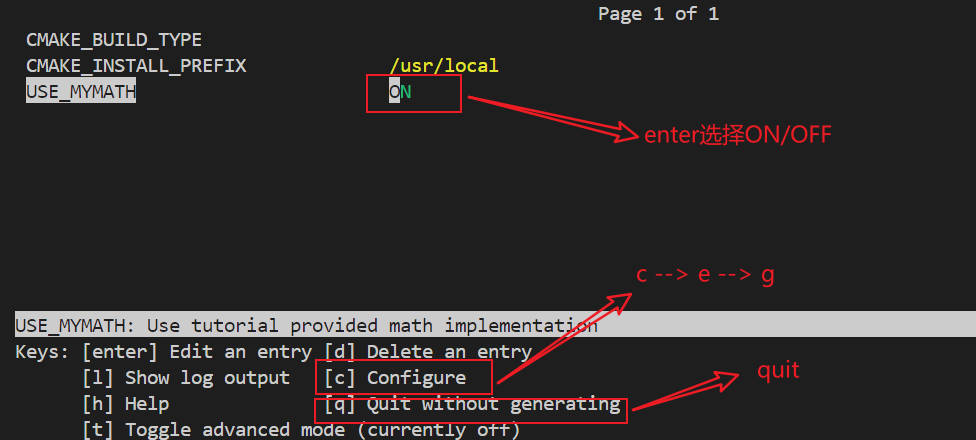 Page 1 of 1
CMAKE_BUILD_TYPE
CMAKE_INSTALL_PREFIX /usr/local
USE_MYMATH ON
enter选择ON/OFF
c --> e --> g
USE_MYMATH: Use tutorial provided math implementation
Keys: [enter] Edit an entry [d] Delete an entry
[l] Show log output [c] Configure
quit
[h] Help [q] Quit without generating
[t] Toggle advanced mode (currently off)